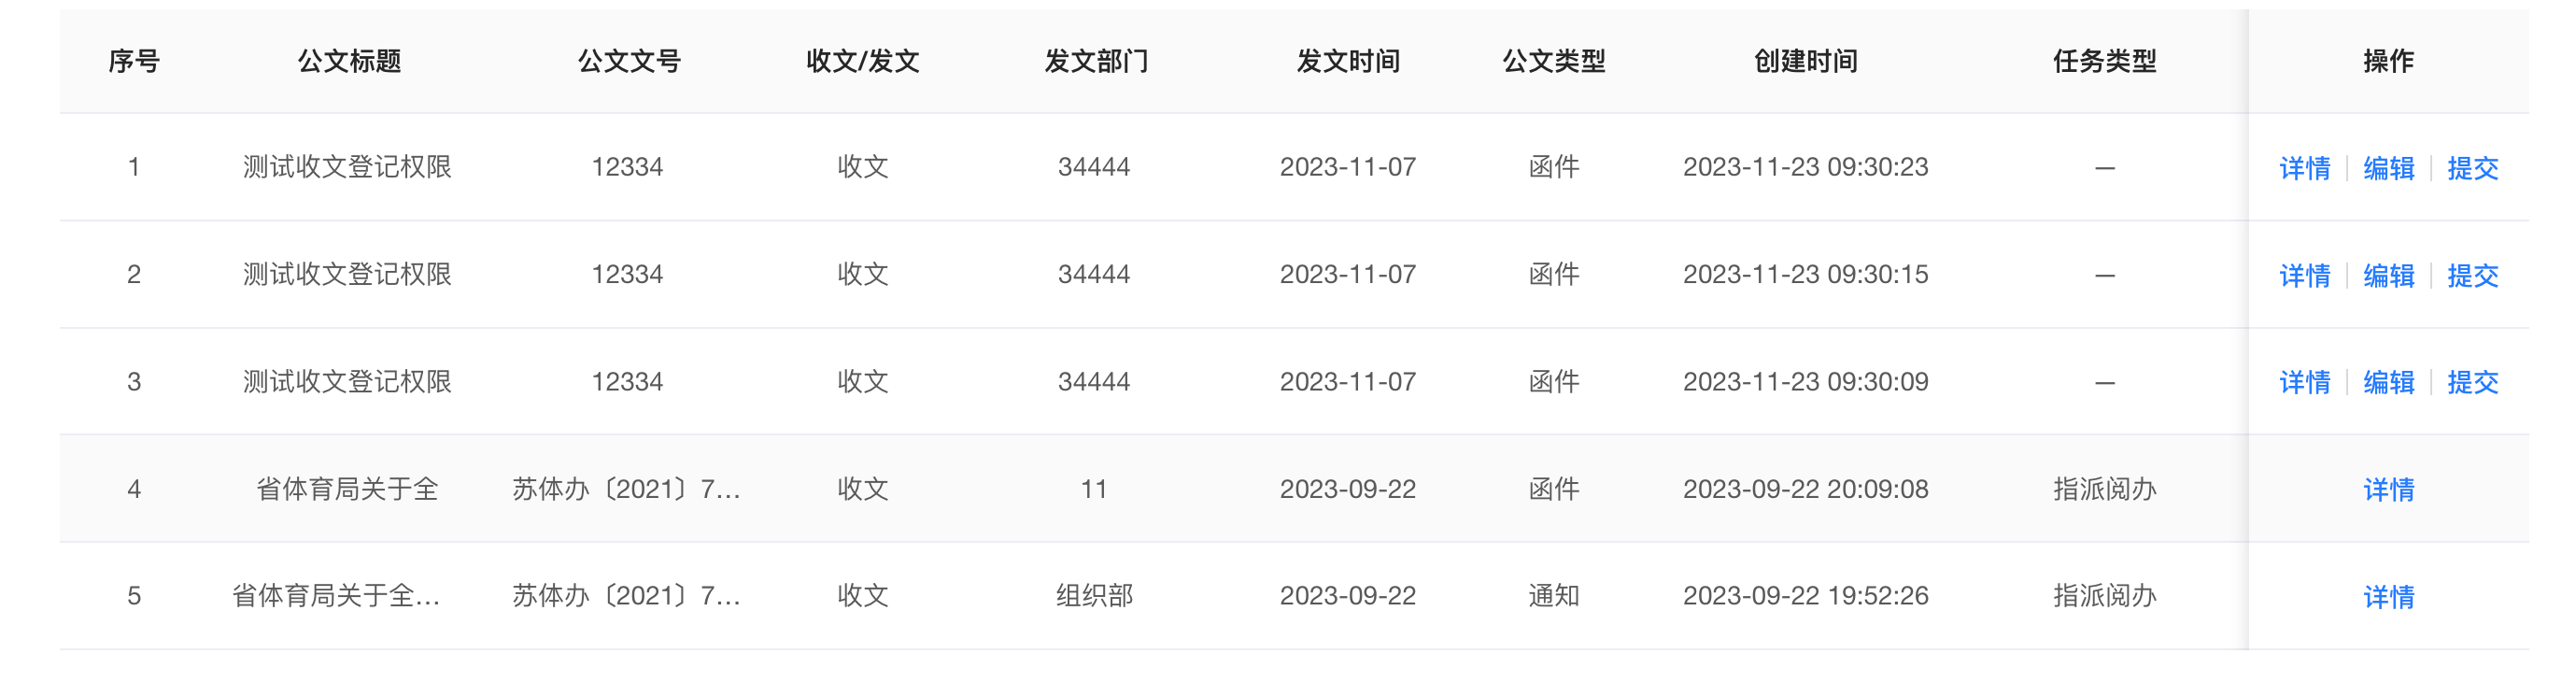 序号 公文标题 公文文号 收文/发文 发文部门 发文时间 公文类型 创建时间 任务类型 操作
1 测试收文登记权限 12334 收文 34444 2023-11-07 函件 2023-11-23 09:30:23 — 详情 | 编辑 | 提交
2 测试收文登记权限 12334 收文 34444 2023-11-07 函件 2023-11-23 09:30:15 — 详情 | 编辑 | 提交
3 测试收文登记权限 12334 收文 34444 2023-11-07 函件 2023-11-23 09:30:09 — 详情 | 编辑 | 提交
4 省体育局关于全 苏体办〔2021〕7... 收文 11 2023-09-22 函件 2023-09-22 20:09:08 指派阅办 详情
5 省体育局关于全... 苏体办〔2021〕7... 收文 组织部 2023-09-22 通知 2023-09-22 19:52:26 指派阅办 详情